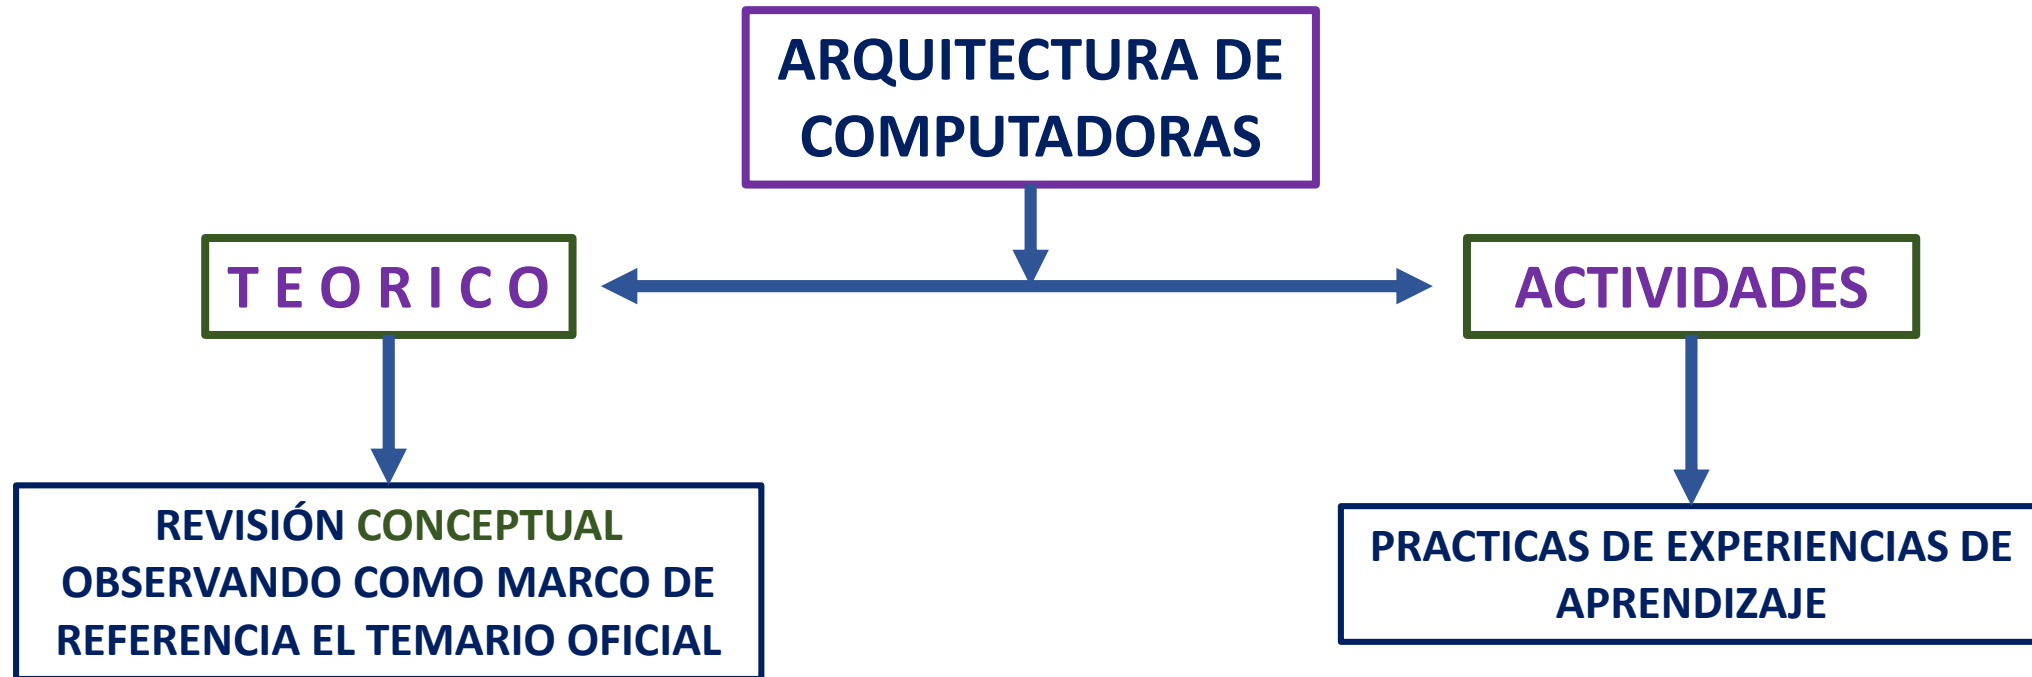 ARQUITECTURA DE
COMPUTADORAS
T E O R I C O
ACTIVIDADES
REVISIÓN CONCEPTUAL
OBSERVANDO COMO MARCO DE
REFERENCIA EL TEMARIO OFICIAL
PRACTICAS DE EXPERIENCIAS DE
APRENDIZAJE